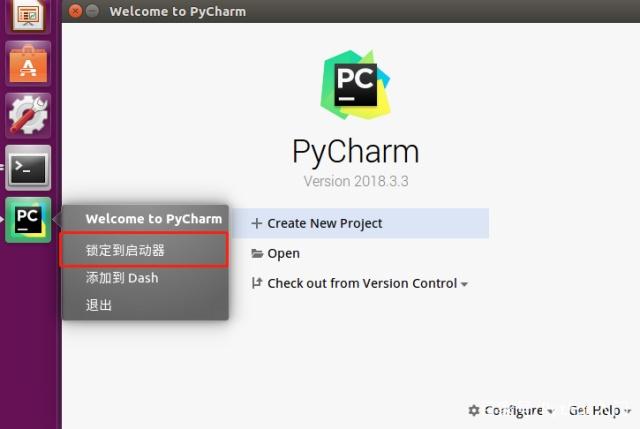 Welcome to PyCharm
PC
PyCharm
Version 2018.3.3
PC
Welcome to PyCharm
锁定到启动器
添加到 Dash
退出
Create New Project
Open
Check out from Version Control
Configure
Get Help